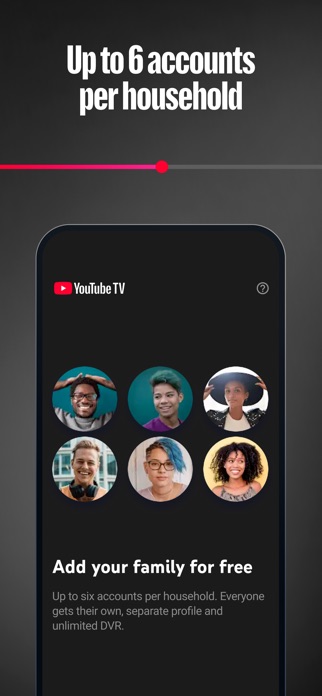 Up to 6 accounts
per household
YouTube TV
?
Add your family for free
Up to six accounts per household. Everyone
gets their own, separate profile and
unlimited DVR.